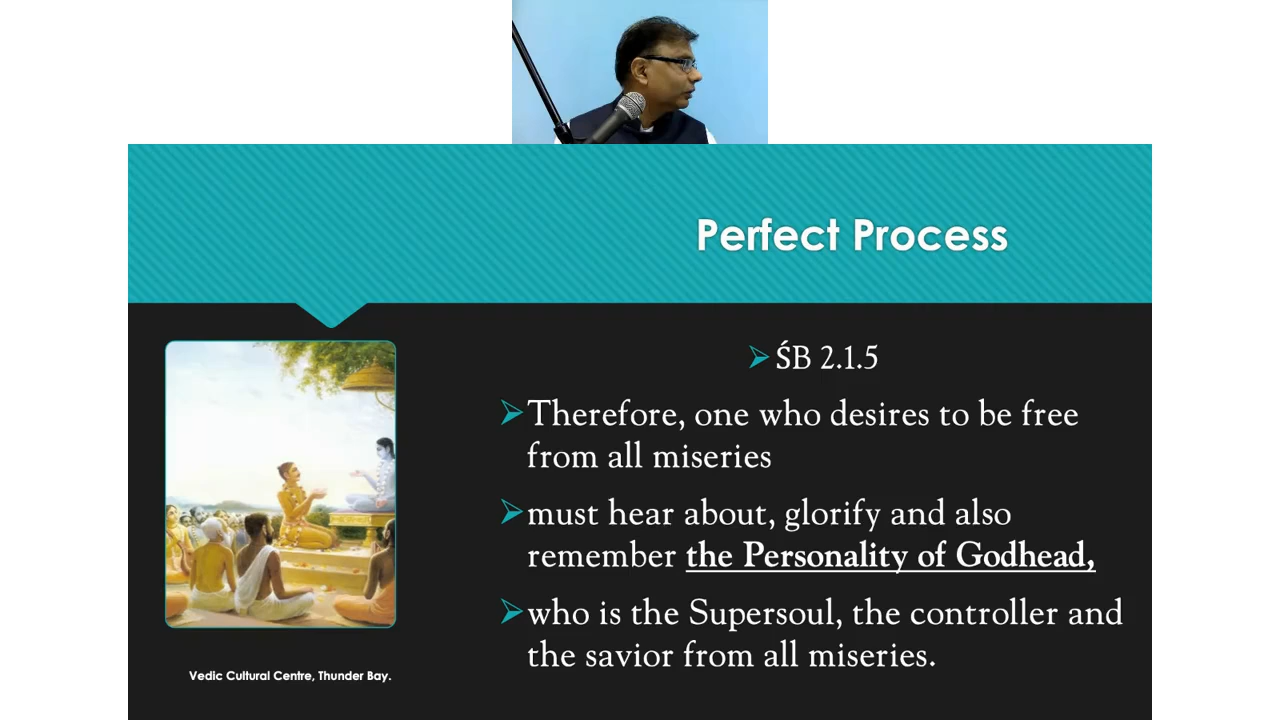 Perfect Process
ŚB 2.1.5
Therefore, one who desires to be free
from all miseries
must hear about, glorify and also
remember the Personality of Godhead,
who is the Supersoul, the controller and
the savior from all miseries.
Vedic Cultural Centre, Thunder Bay.